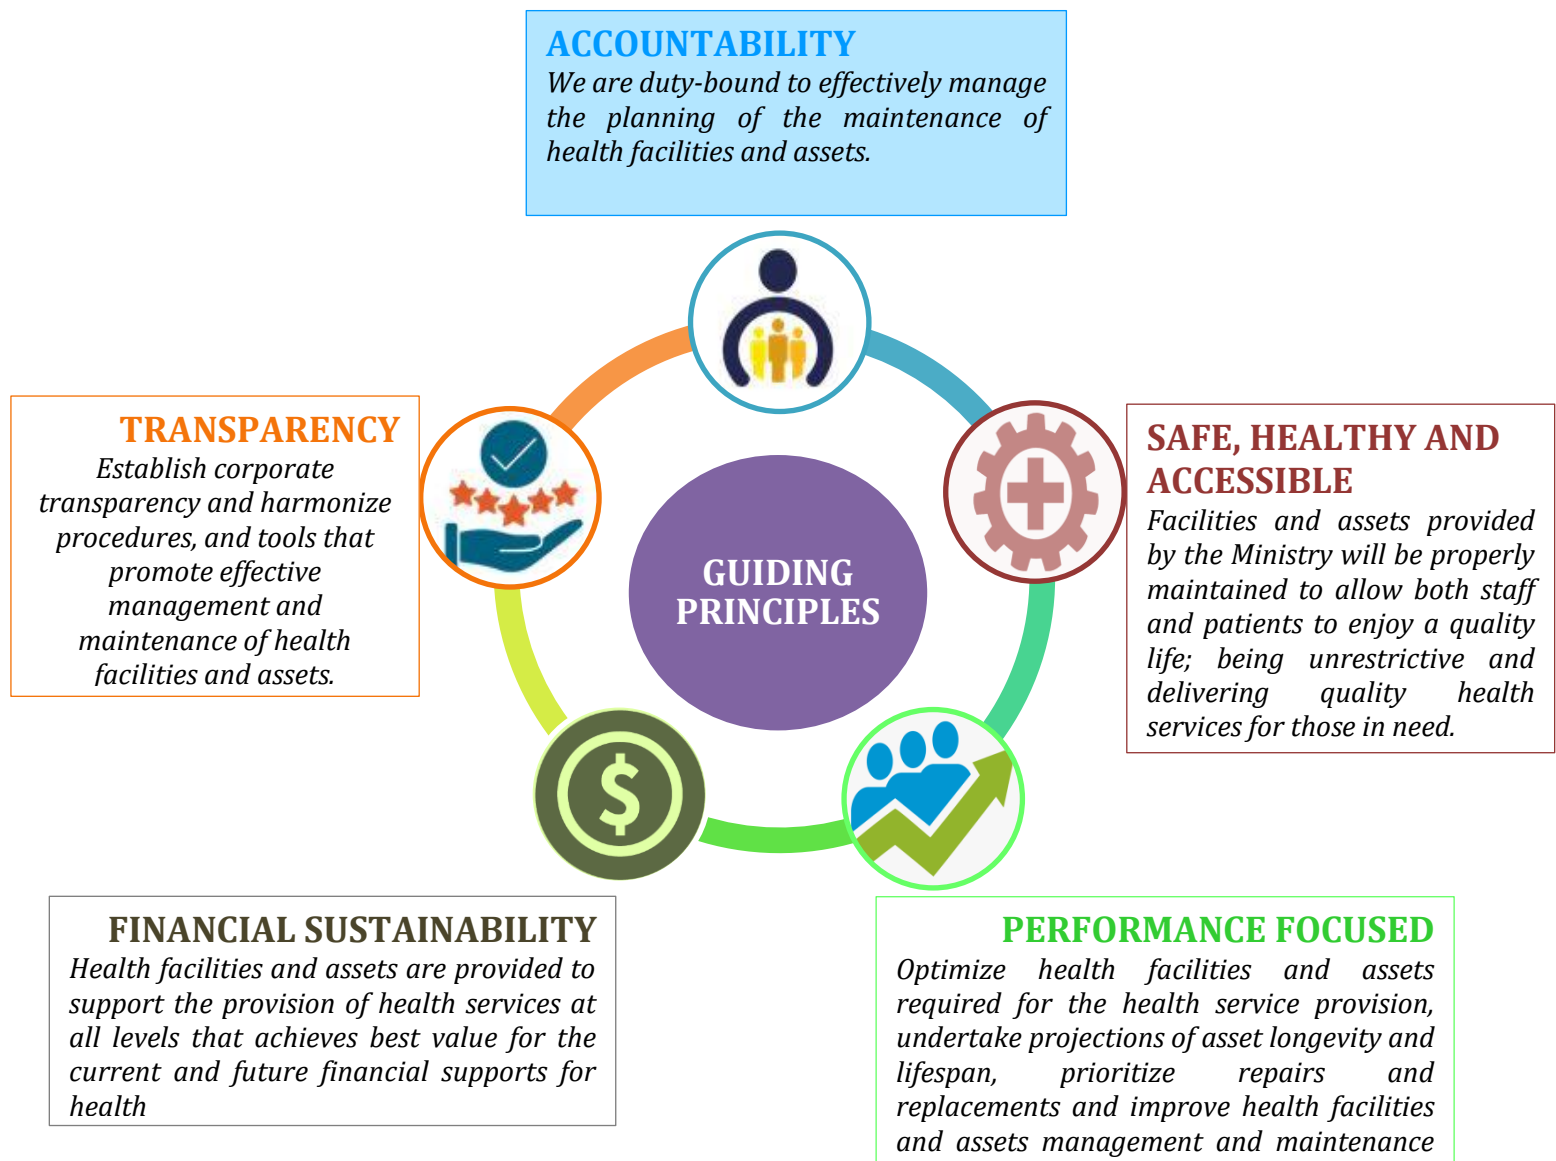 ACCOUNTABILITY
We are duty-bound to effectively manage
the planning of the maintenance of
health facilities and assets.
TRANSPARENCY
Establish corporate
transparency and harmonize
procedures, and tools that
promote effective
management and
maintenance of health
facilities and assets.
SAFE, HEALTHY AND
ACCESSIBLE
Facilities and assets provided
by the Ministry will be properly
maintained to allow both staff
and patients to enjoy a quality
life; being unrestrictive and
delivering quality health
services for those in need.
GUIDING
PRINCIPLES
$
FINANCIAL SUSTAINABILITY
Health facilities and assets are provided to
support the provision of health services at
all levels that achieves best value for the
current and future financial supports for
health
PERFORMANCE FOCUSED
Optimize health facilities and assets
required for the health service provision,
undertake projections of asset longevity and
lifespan, prioritize repairs and
replacements and improve health facilities
and assets management and maintenance